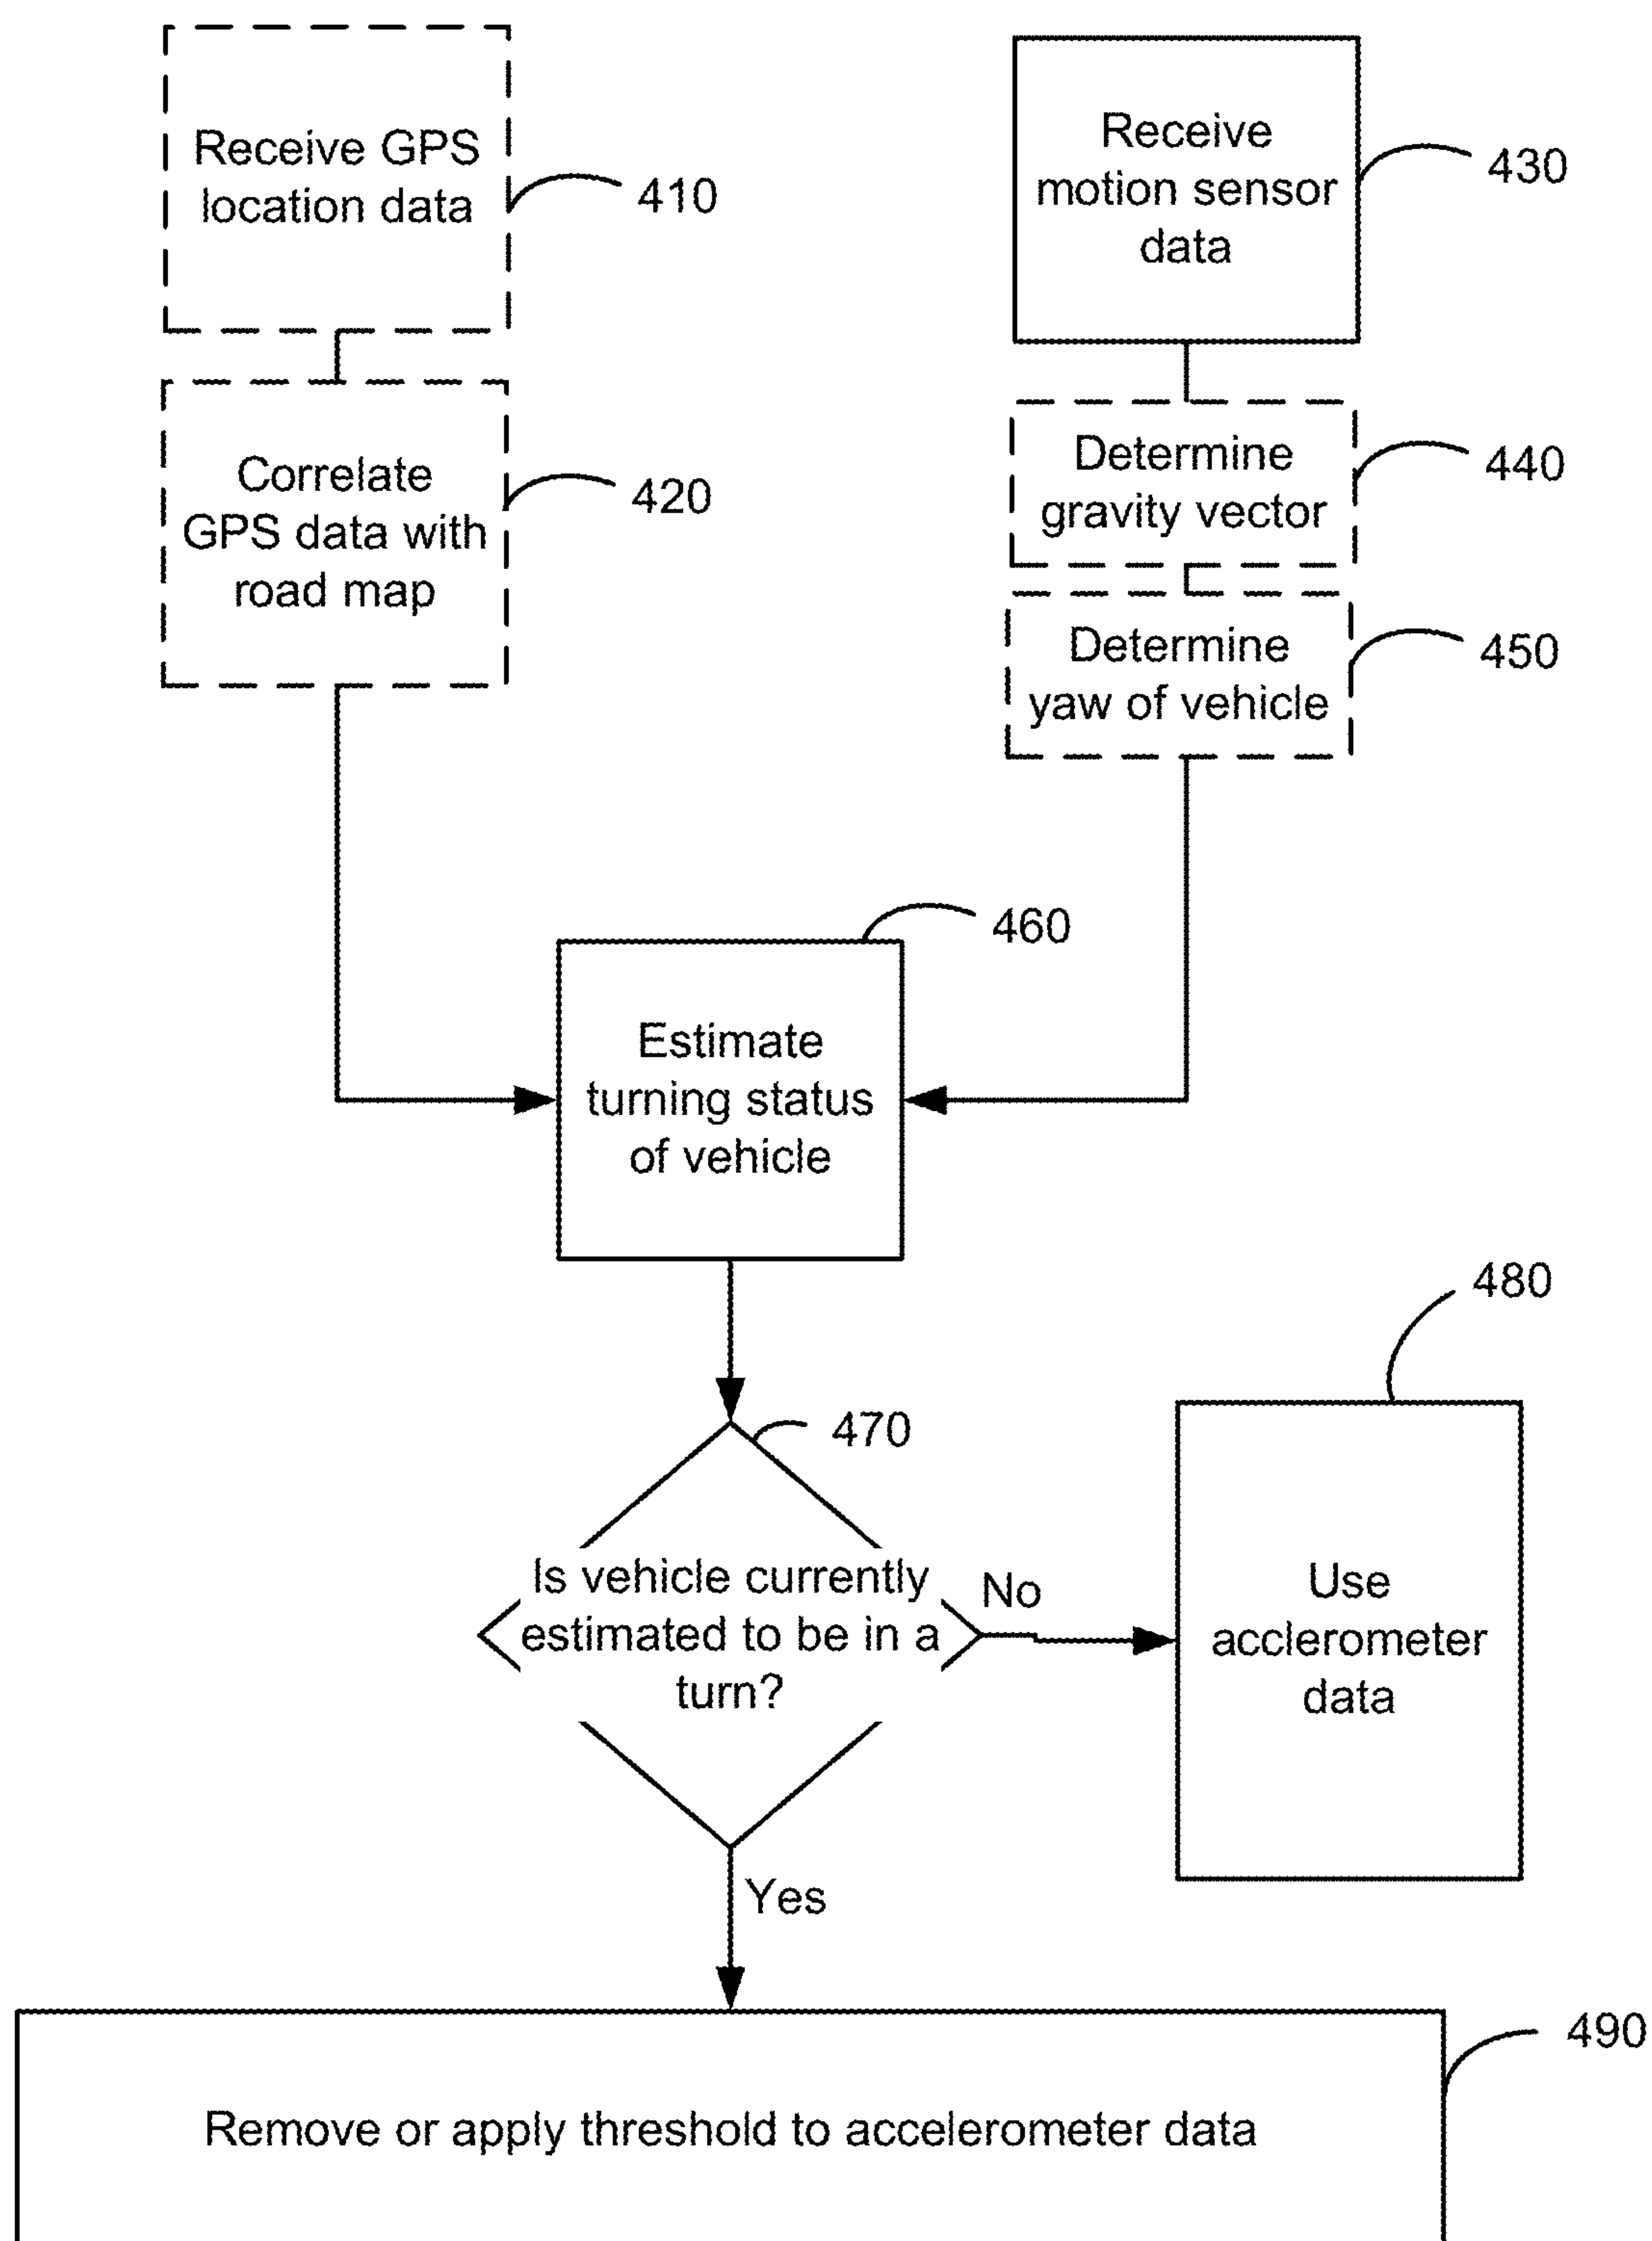 Receive GPS
location data
410
Correlate
GPS data with
road map
420
Receive
motion sensor
data
430
Determine
gravity vector
440
Determine
yaw of vehicle
450
460
Estimate
turning status
of vehicle
470
Is vehicle currently
estimated to be in a
turn?
No
480
Use
acclerometer
data
Yes
490
Remove or apply threshold to accelerometer data